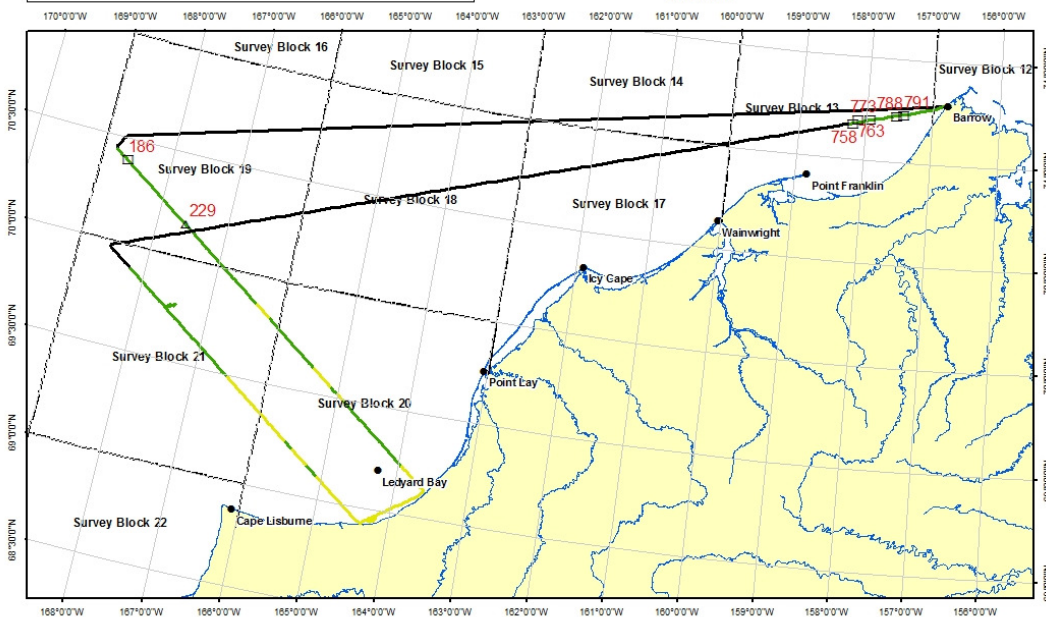 170°0'0"W 169°0'0"W 168°0'0"W 167°0'0"W 166°0'0"W 165°0'0"W 164°0'0"W 163°0'0"W 162°0'0"W 161°0'0"W 160°0'0"W 159°0'0"W 158°0'0"W 157°0'0"W 156°0'0"W
Survey Block 16
Survey Block 15
Survey Block 14
Survey Block 12
Survey Block 13
773 788 791
Barrow
758 763
70°30'0"N
186
Survey Block 19
Point Franklin
Survey Block 18
Survey Block 17
229
70°0'0"N
Wainwright
Icy Cape
69°30'0"N
Survey Block 21
Point Lay
Survey Block 20
69°0'0"N
Ledyard Bay
Survey Block 22
Cape Lisburne
68°30'0"N
168°0'0"W 167°0'0"W 166°0'0"W 165°0'0"W 164°0'0"W 163°0'0"W 162°0'0"W 161°0'0"W 160°0'0"W 159°0'0"W 158°0'0"W 157°0'0"W 156°0'0"W